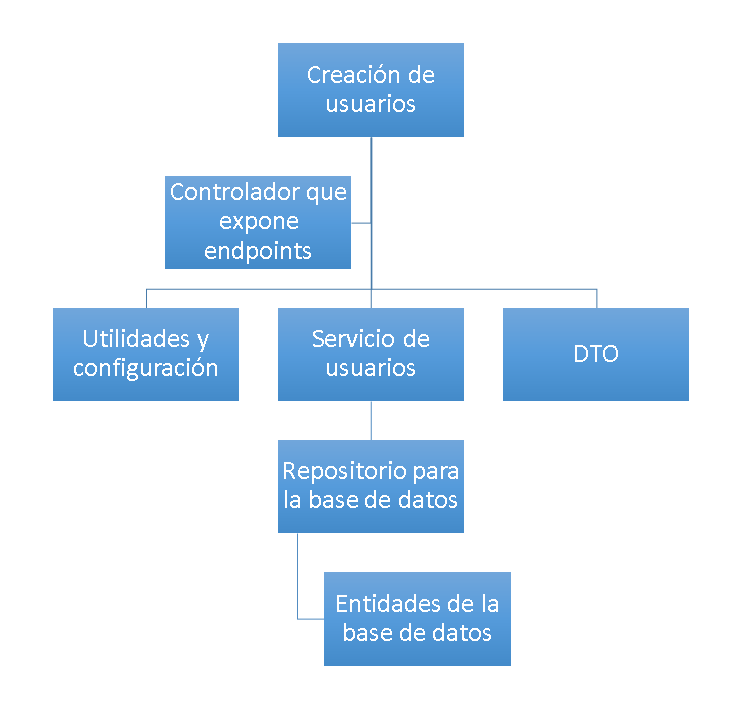 Creación de
usuarios
Controlador que
expone
endpoints
Utilidades y
configuración
Servicio de
usuarios
DTO
Repositorio para
la base de datos
Entidades de la
base de datos